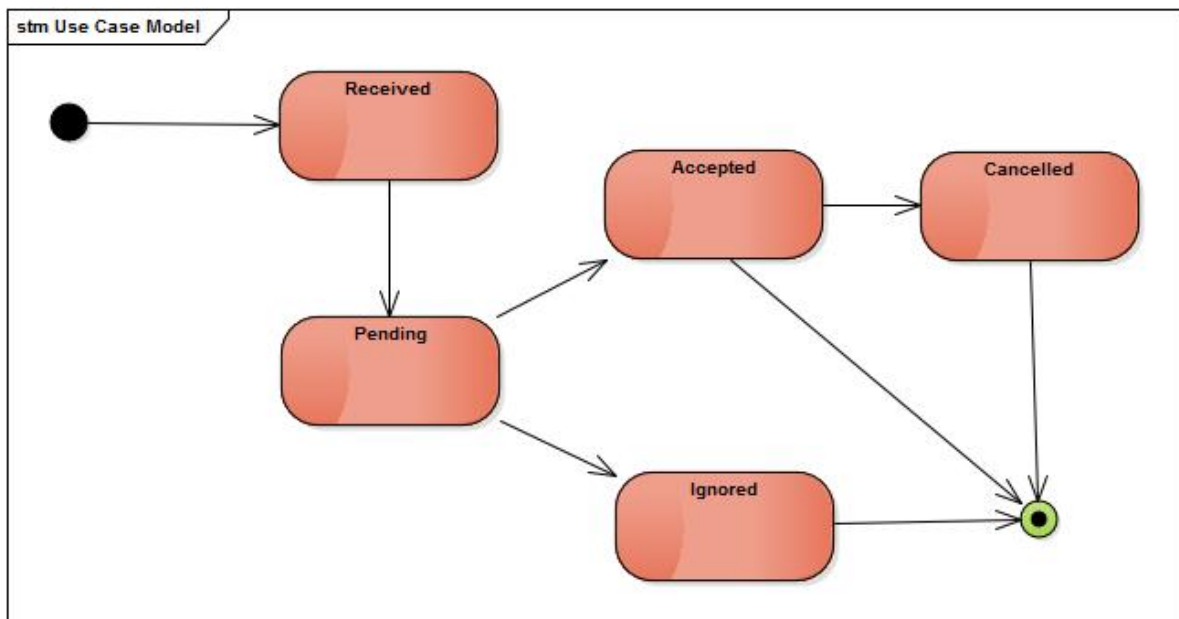 stm Use Case Model
Received
Accepted
Cancelled
Pending
Ignored